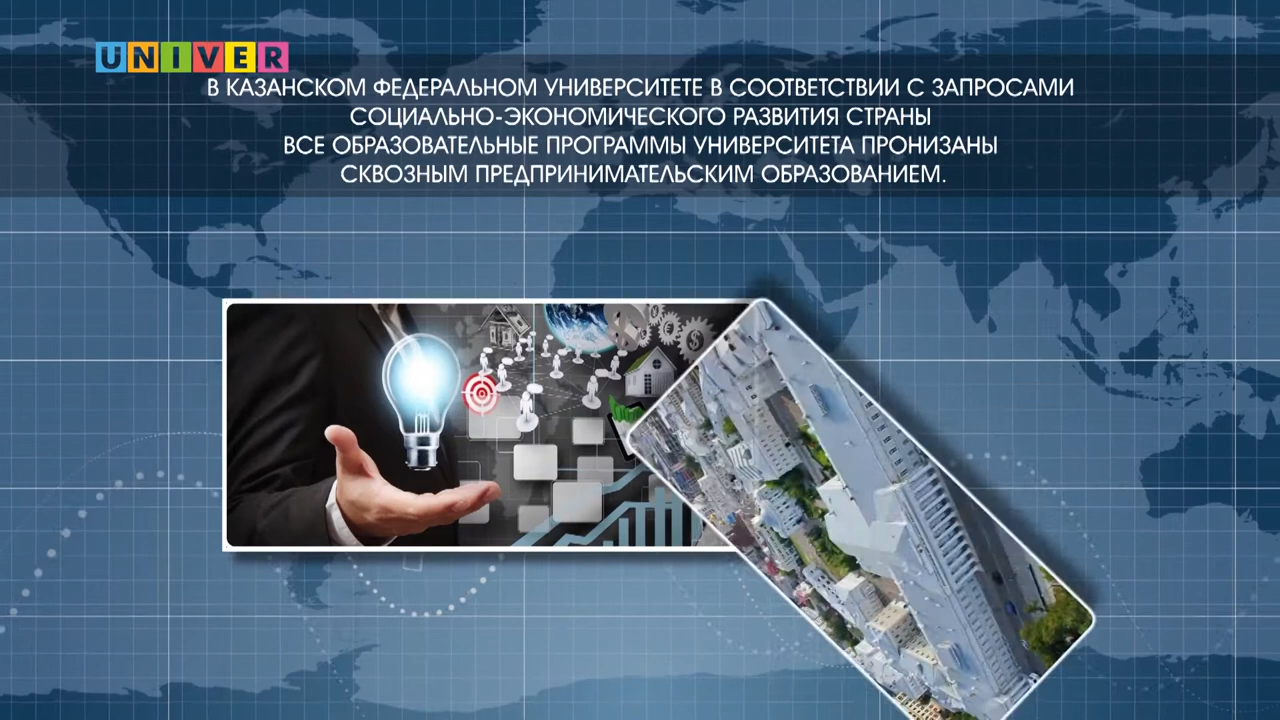 UNIVER
В КАЗАНСКОМ ФЕДЕРАЛЬНОМ УНИВЕРСИТЕТЕ В СООТВЕТСТВИИ С ЗАПРОСАМИ
СОЦИАЛЬНО-ЭКОНОМИЧЕСКОГО РАЗВИТИЯ СТРАНЫ
ВСЕ ОБРАЗОВАТЕЛЬНЫЕ ПРОГРАММЫ УНИВЕРСИТЕТА ПРОНИЗАНЫ
СКВОЗНЫМ ПРЕДПРИНИМАТЕЛЬСКИМ ОБРАЗОВАНИЕМ.